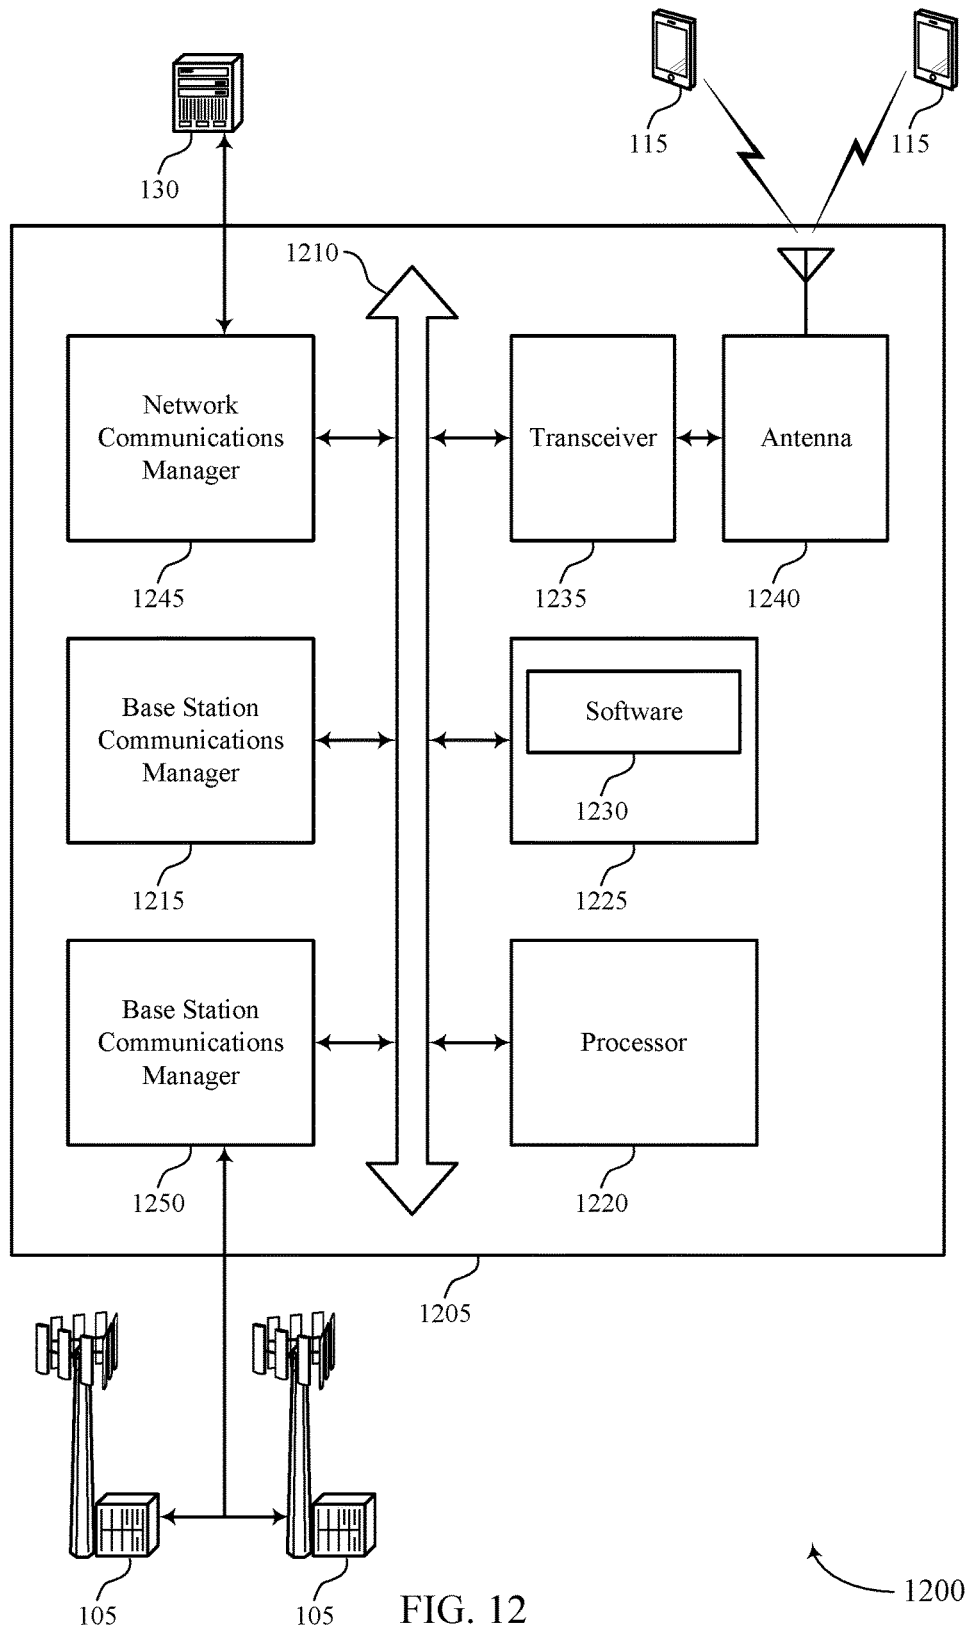 130
115
115
1210
Network
Communications
Manager
Transceiver
Antenna
1245
1235
1240
Base Station
Communications
Manager
Software
1230
1215
1225
Base Station
Communications
Manager
Processor
1250
1220
1205
105
105
FIG. 12
1200